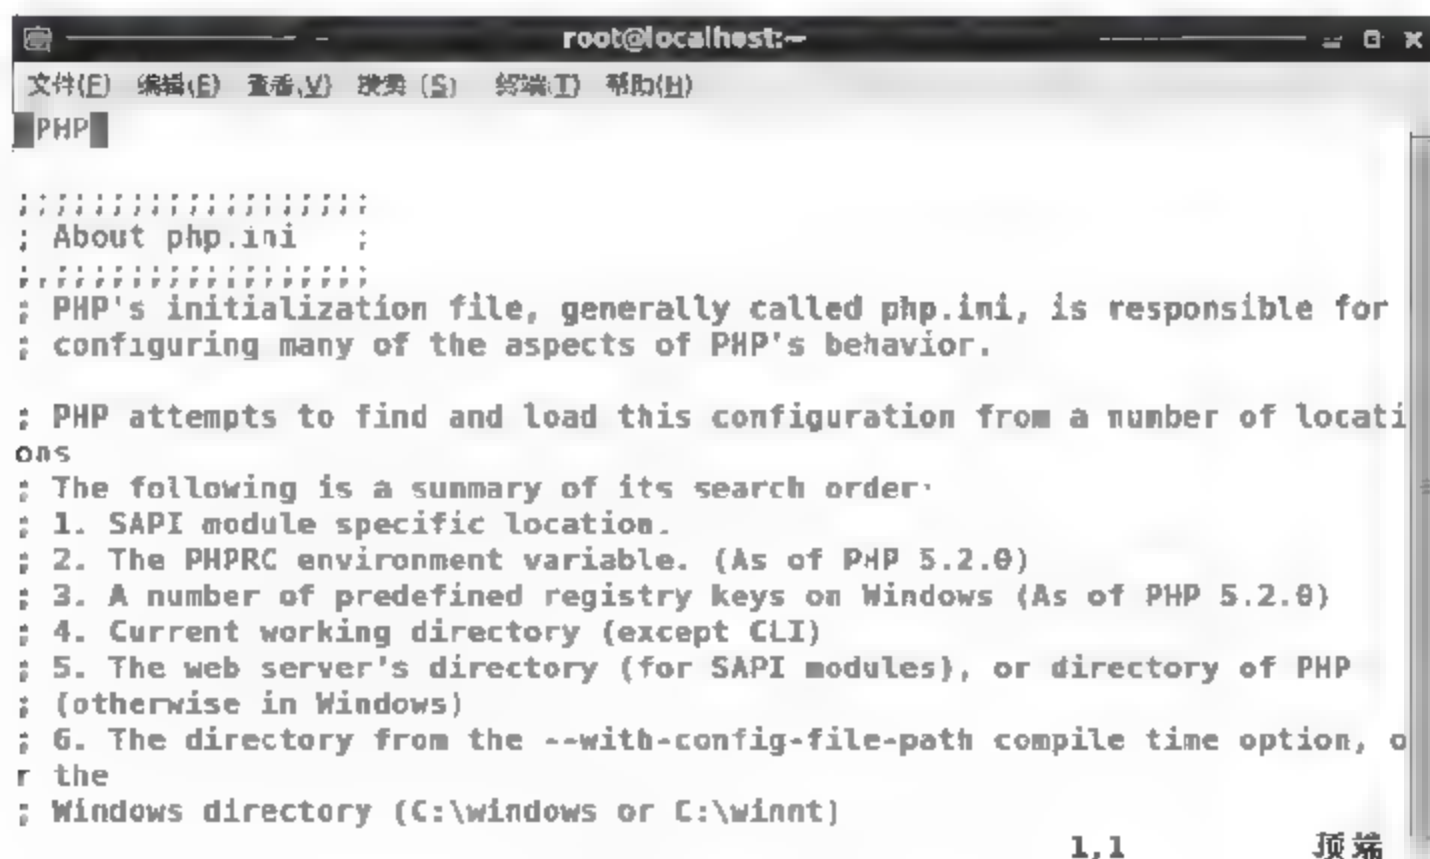 root@localhost:~
文件(F) 编辑(E) 查看(V) 搜索 (S) 终端(T) 帮助(H)
[PHP]
;;;;;;;;;;;;;;;;;;;
; About php.ini   ;
;;;;;;;;;;;;;;;;;;;
; PHP's initialization file, generally called php.ini, is responsible for
; configuring many of the aspects of PHP's behavior.
; PHP attempts to find and load this configuration from a number of locati
ons
; The following is a summary of its search order:
; 1. SAPI module specific location.
; 2. The PHPRC environment variable. (As of PHP 5.2.0)
; 3. A number of predefined registry keys on Windows (As of PHP 5.2.0)
; 4. Current working directory (except CLI)
; 5. The web server's directory (for SAPI modules), or directory of PHP
; (otherwise in Windows)
; 6. The directory from the --with-config-file-path compile time option, o
r the
; Windows directory (C:\windows or C:\winnt)
1,1 顶端